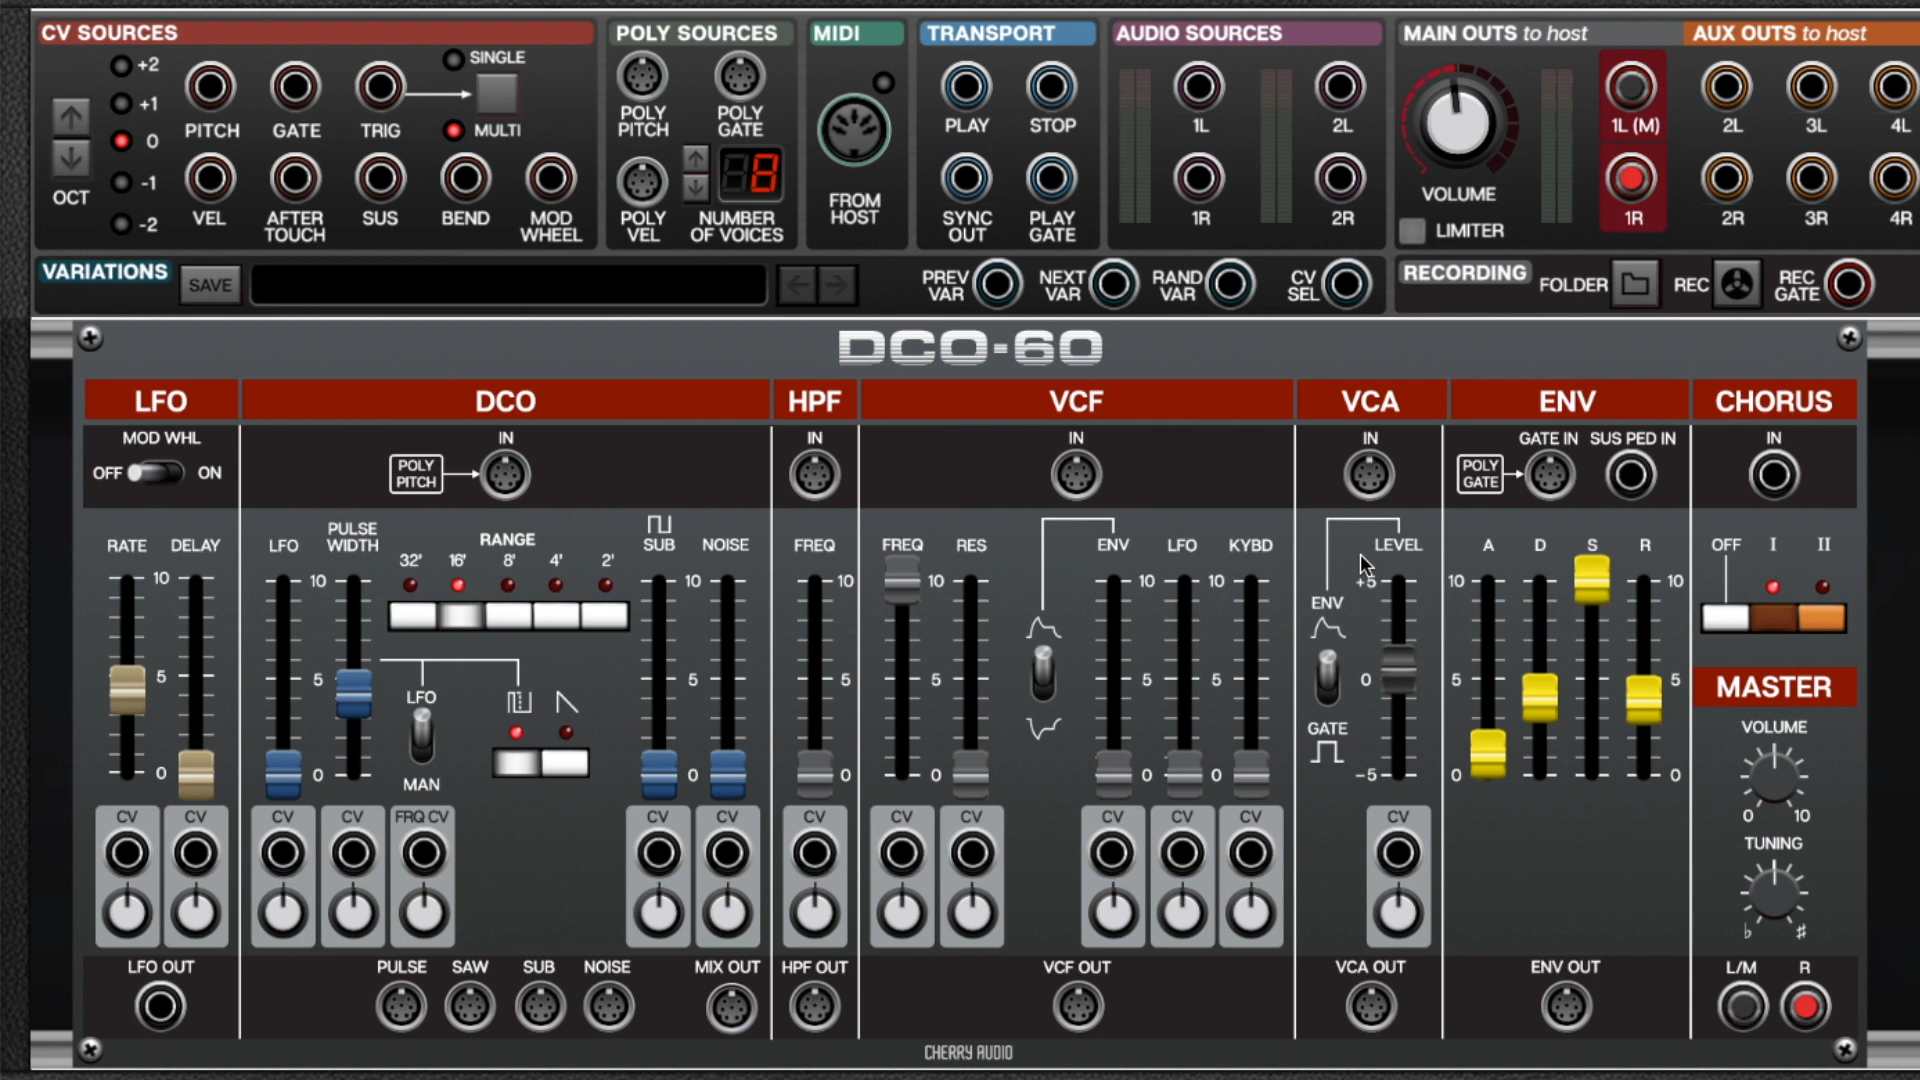 CV SOURCES
POLY SOURCES
MIDI
TRANSPORT
AUDIO SOURCES
MAIN OUTS to host
AUX OUTS to host
+2
+1
0
-1
-2
OCT
PITCH
GATE
TRIG
SINGLE
MULTI
VEL
AFTER TOUCH
SUS
BEND
MOD WHEEL
POLY PITCH
POLY GATE
POLY VEL
8
NUMBER OF VOICES
FROM HOST
PLAY
STOP
SYNC OUT
PLAY GATE
1L
2L
1R
2R
VOLUME
LIMITER
1L (M)
1R
2L
3L
4L
2R
3R
4R
VARIATIONS
SAVE
PREV VAR
NEXT VAR
RAND VAR
CV SEL
RECORDING
FOLDER
REC
REC GATE
DCO-60
LFO
DCO
HPF
VCF
VCA
ENV
CHORUS
MOD WHL
OFF
ON
IN
POLY PITCH
IN
IN
IN
POLY GATE
GATE IN
SUS PED IN
IN
RATE
DELAY
10
5
0
LFO
PULSE WIDTH
10
5
0
RANGE
32'
16'
8'
4'
2'
LFO
MAN
SUB
NOISE
10
5
0
FREQ
10
5
0
FREQ
RES
10
5
0
ENV
LFO
KYBD
10
10
5
5
0
0
ENV
GATE
LEVEL
+5
0
-5
A
D
S
R
10
10
5
5
0
0
OFF
I
II
MASTER
VOLUME
0
10
TUNING
♭
♯
CV
CV
CV
CV
FRQ CV
CV
CV
CV
CV
CV
CV
CV
CV
CV
LFO OUT
PULSE
SAW
SUB
NOISE
MIX OUT
HPF OUT
VCF OUT
VCA OUT
ENV OUT
L/M
R
CHERRY AUDIO